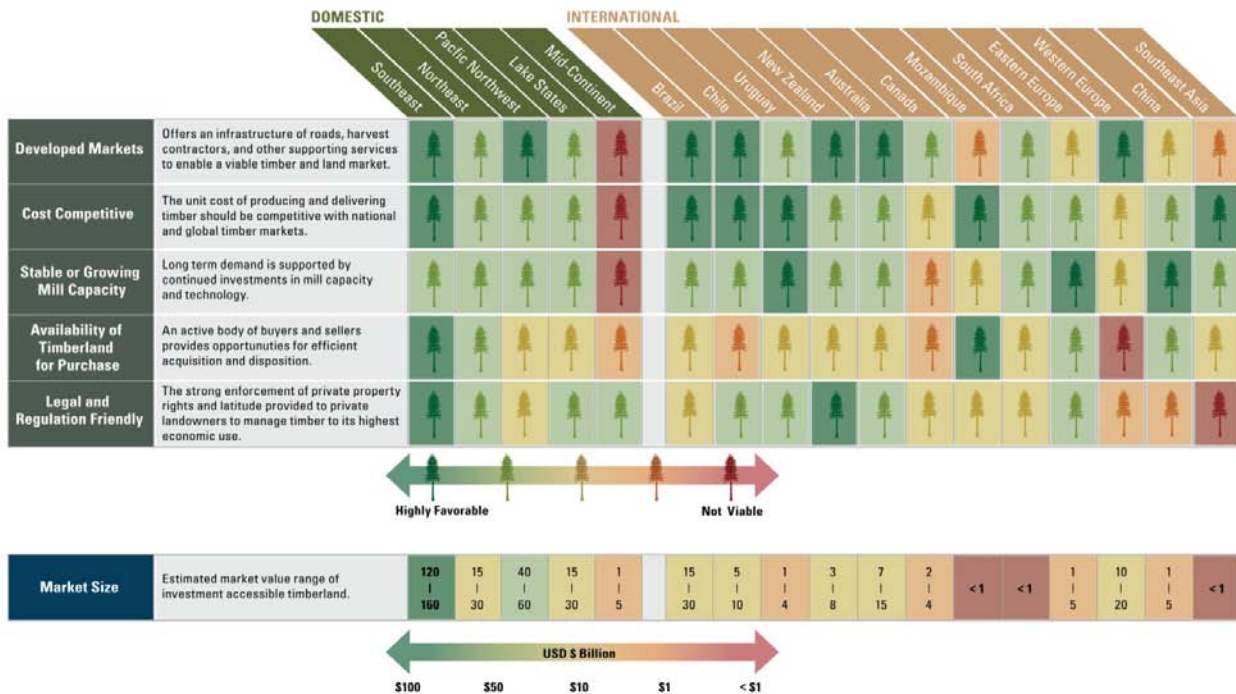 DOMESTIC
INTERNATIONAL
Southeast
Northeast
Pacfic Northwest
Lake States
Mid-Continent
Brazil
Chile
Uruguay
New Zealand
Australia
Canada
Mozambique
South Africa
Eastern Europe
Western Europe
China
Southeast Asia
Developed Markets
Offers an infrastructure of roads, harvest
contractors, and other supporting services
to enable a viable timber and land market.
Cost Competitive
The unit cost of producing and delivering
timber should be competitive with national
and global timber markets.
Stable or Growing
Mill Capacity
Long term demand is supported by
continued investments in mill capacity
and technology.
Availability of
Timberland
for Purchase
An active body of buyers and sellers
provides opportunuties for efficient
acquisition and disposition.
Legal and
Regulation Friendly
The strong enforcement of private property
rights and latitude provided to private
landowners to manage timber to its highest
economic use.
Highly Favorable
Not Viable
Market Size
Estimated market value range of
investment accessible timberland.
120 15 40 15 1 15 5 1 3 7 2 <1 <1 1 10 1 <1
160 30 60 30 5 30 10 4 8 15 4 5 20 5
USD $ Billion
$100 $50 $10 $1 < $1